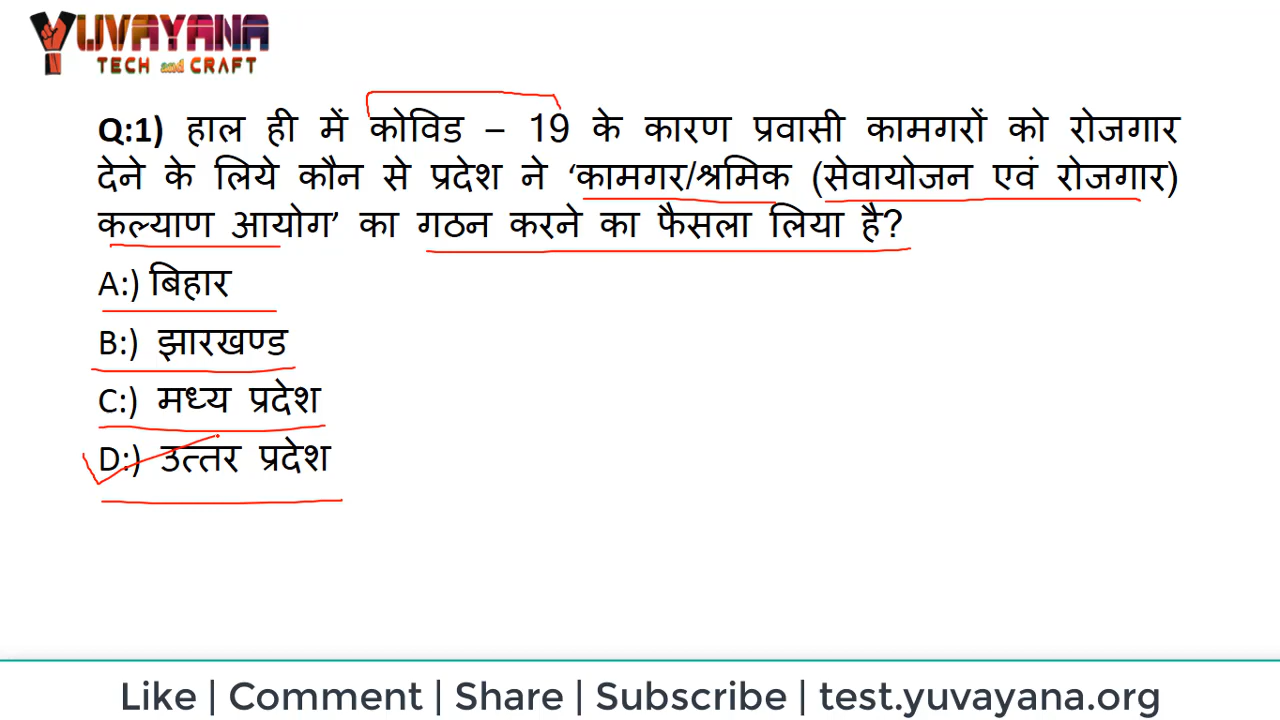 YUVAYANA
TECH and CRAFT
Q:1) हाल ही में कोविड – 19 के कारण प्रवासी कामगरों को रोजगार
देने के लिये कौन से प्रदेश ने ‘कामगर/श्रमिक (सेवायोजन एवं रोजगार)
कल्याण आयोग’ का गठन करने का फैसला लिया है?
A:) बिहार
B:) झारखण्ड
C:) मध्य प्रदेश
D:) उत्तर प्रदेश
Like | Comment | Share | Subscribe | test.yuvayana.org